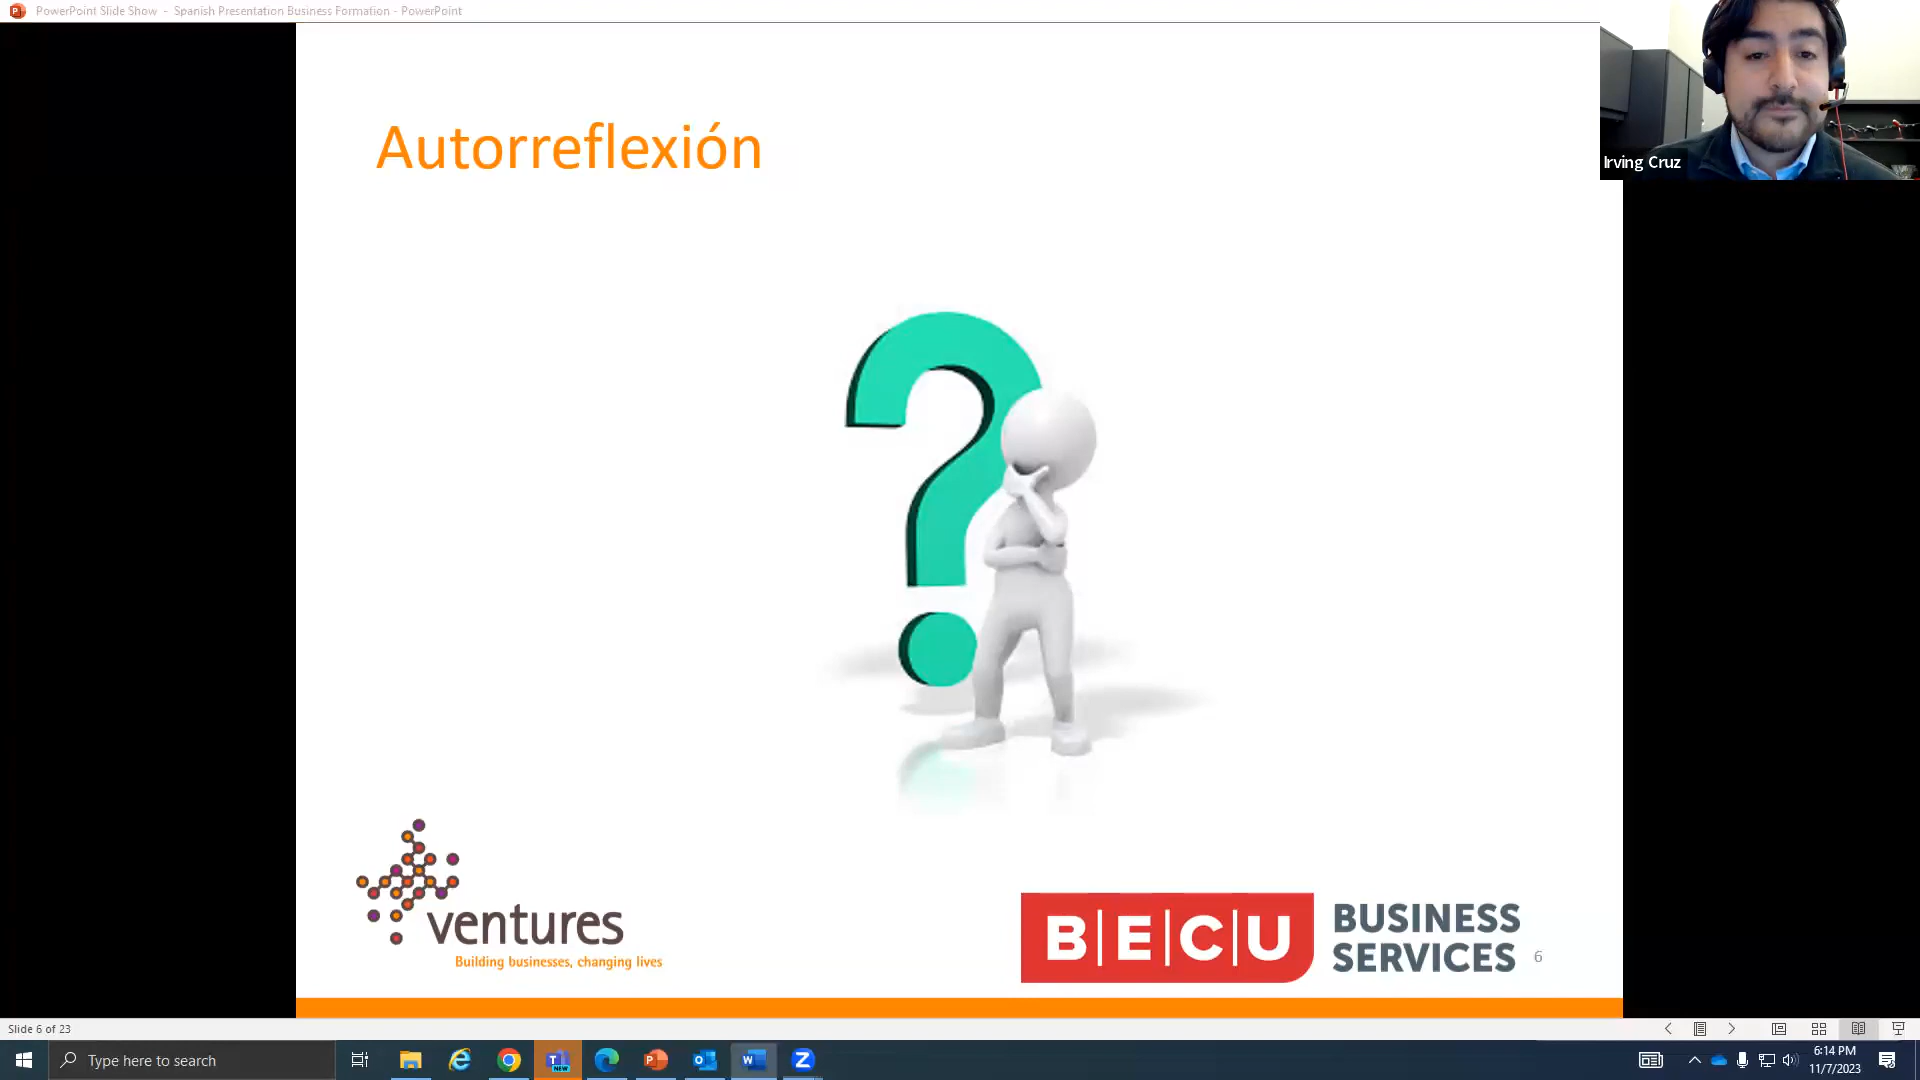 PowerPoint Slide Show - Spanish Presentation Business Formation - PowerPoint
Irving Cruz
Autorreflexión
ventures
Building businesses, changing lives
BECU
BUSINESS
SERVICES
6
Slide 6 of 23
Type here to search
6:14 PM
11/7/2023